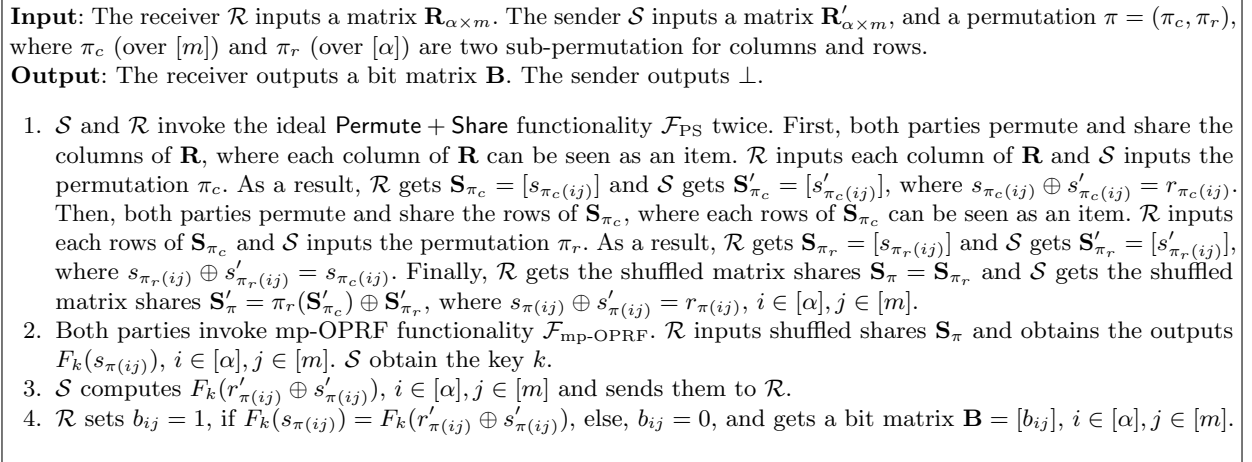 Input: The receiver R inputs a matrix R_{α×m}. The sender S inputs a matrix R′_{α×m}, and a permutation π = (π_c, π_r),
where π_c (over [m]) and π_r (over [α]) are two sub-permutation for columns and rows.
Output: The receiver outputs a bit matrix B. The sender outputs ⊥.
1. S and R invoke the ideal Permute + Share functionality F_{PS} twice. First, both parties permute and share the
columns of R, where each column of R can be seen as an item. R inputs each column of R and S inputs the
permutation π_c. As a result, R gets S_{π_c} = [s_{π_c(ij)}] and S gets S′_{π_c} = [s′_{π_c(ij)}], where s_{π_c(ij)} ⊕ s′_{π_c(ij)} = r_{π_c(ij)}.
Then, both parties permute and share the rows of S_{π_c}, where each rows of S_{π_c} can be seen as an item. R inputs
each rows of S_{π_c} and S inputs the permutation π_r. As a result, R gets S_{π_r} = [s_{π_r(ij)}] and S gets S′_{π_r} = [s′_{π_r(ij)}],
where s_{π_r(ij)} ⊕ s′_{π_r(ij)} = s_{π_c(ij)}. Finally, R gets the shuffled matrix shares S_π = S_{π_r} and S gets the shuffled
matrix shares S′_π = π_r(S′_{π_c}) ⊕ S′_{π_r}, where s_{π(ij)} ⊕ s′_{π(ij)} = r_{π(ij)}, i ∈ [α], j ∈ [m].
2. Both parties invoke mp-OPRF functionality F_{mp-OPRF}. R inputs shuffled shares S_π and obtains the outputs
F_k(s_{π(ij)}), i ∈ [α], j ∈ [m]. S obtain the key k.
3. S computes F_k(r′_{π(ij)} ⊕ s′_{π(ij)}), i ∈ [α], j ∈ [m] and sends them to R.
4. R sets b_{ij} = 1, if F_k(s_{π(ij)}) = F_k(r′_{π(ij)} ⊕ s′_{π(ij)}), else, b_{ij} = 0, and gets a bit matrix B = [b_{ij}], i ∈ [α], j ∈ [m].